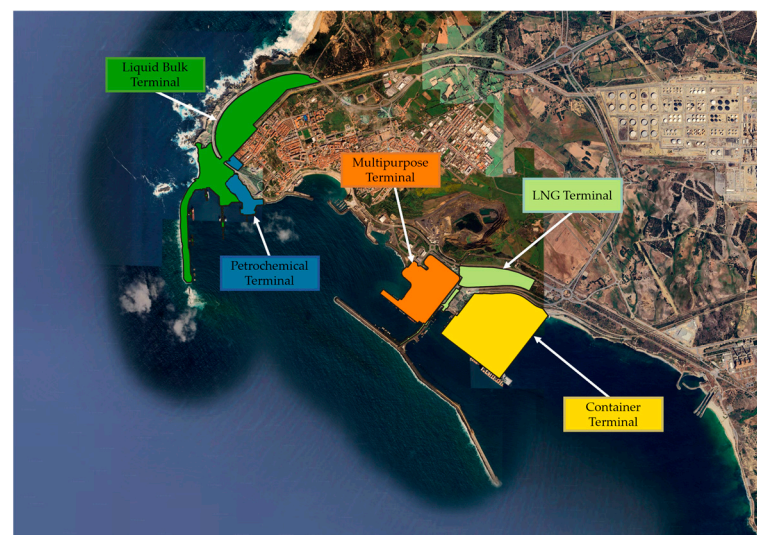 Liquid Bulk
Terminal
Multipurpose
Terminal
LNG Terminal
Petrochemical
Terminal
Container
Terminal